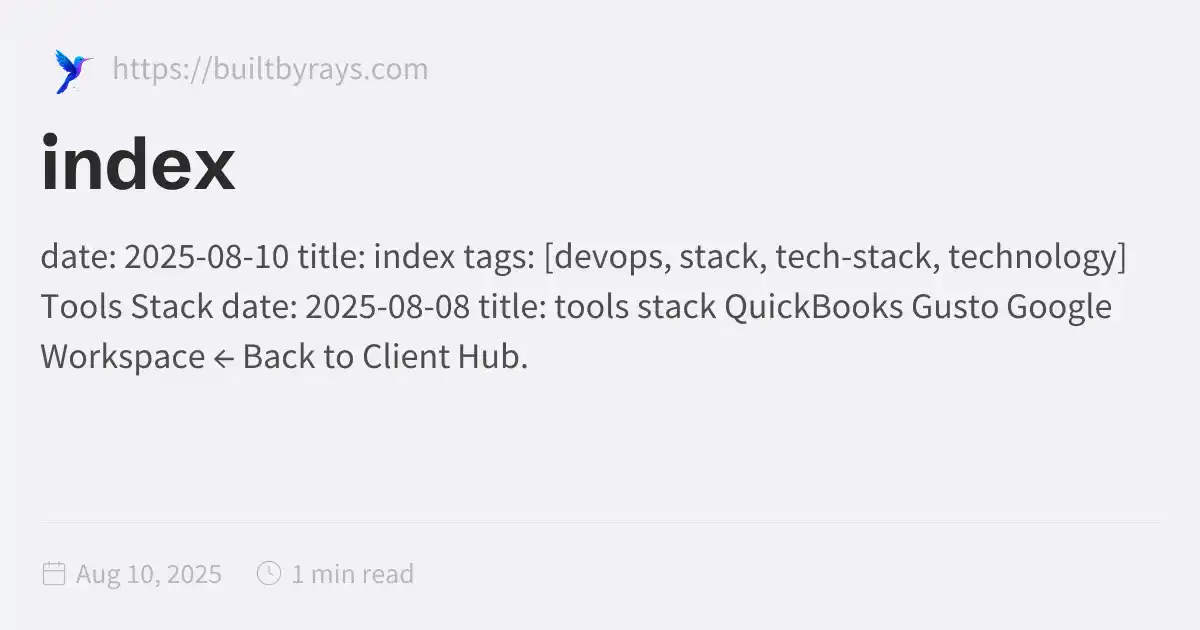 https://builtbyrays.com
index
date: 2025-08-10 title: index tags: [devops, stack, tech-stack, technology]
Tools Stack date: 2025-08-08 title: tools stack QuickBooks Gusto Google
Workspace ← Back to Client Hub.
Aug 10, 2025 1 min read